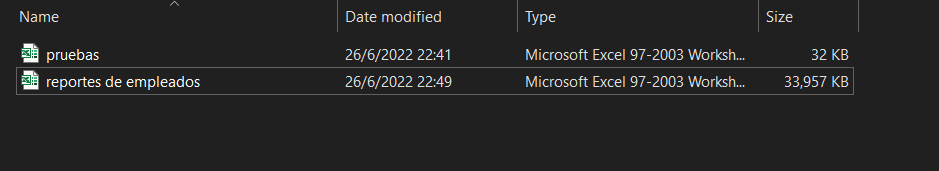 Name Date modified Type Size
pruebas 26/6/2022 22:41 Microsoft Excel 97-2003 Worksh... 32 KB
reportes de empleados 26/6/2022 22:49 Microsoft Excel 97-2003 Worksh... 33,957 KB